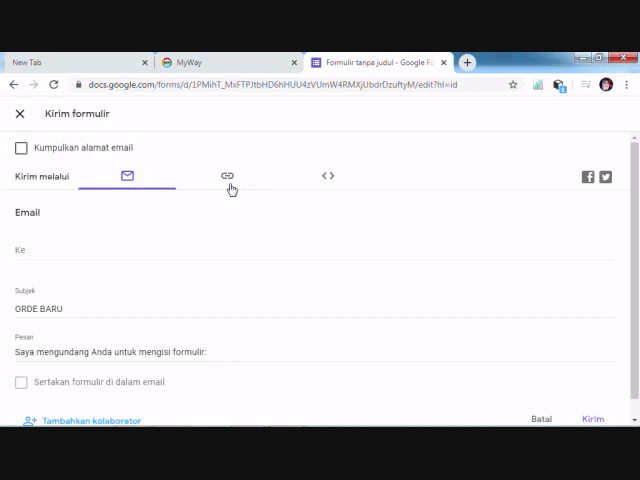 New Tab
MyWay
Formulir tanpa judul - Google Fo
docs.google.com/forms/d/1PMihT_MxFTPJtbHD6hHUU4zVUmW4RMXjUbdrDzuftyM/edit?hl=id
Kirim formulir
Kumpulkan alamat email
Kirim melalui
Email
Ke
Subjek
ORDE BARU
Pesan
Saya mengundang Anda untuk mengisi formulir:
Sertakan formulir di dalam email
Tambahkan kolaborator
Batal
Kirim